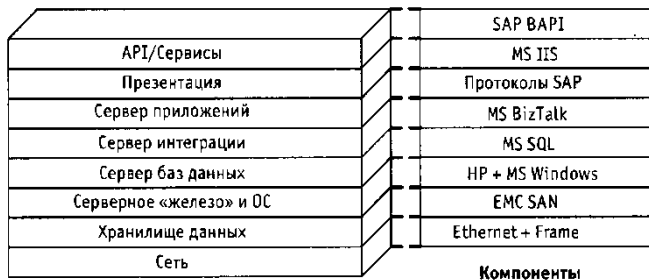 SAP BAPI
API/Сервисы
MS IIS
Презентация
Протоколы SAP
Сервер приложений
MS BizTalk
Сервер интеграции
MS SQL
Сервер баз данных
HP + MS Windows
Серверное «железо» и ОС
EMC SAN
Хранилище данных
Ethernet + Frame
Сеть
Компоненты